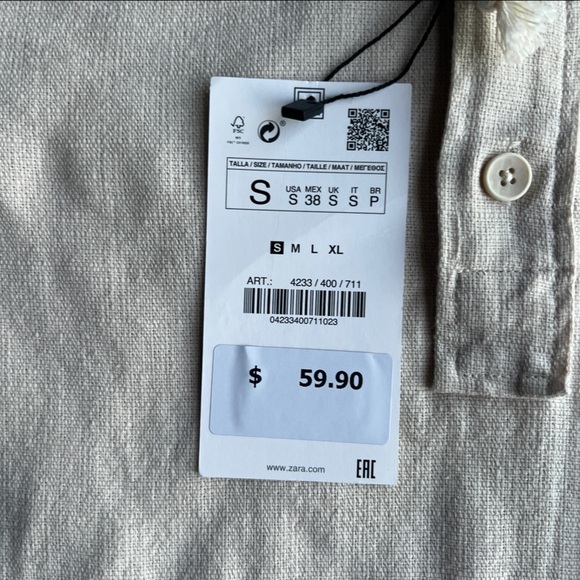 FSC
®
TALLA / SIZE / TAMANHO / TAILLE / MAAT / ΜΕΓΕΘΟΣ
S
USA MEX UK IT BR
S 38 S S P
S M L XL
ART.: 4233 / 400 / 711
04233400711023
$ 59.90
www.zara.com
EAC